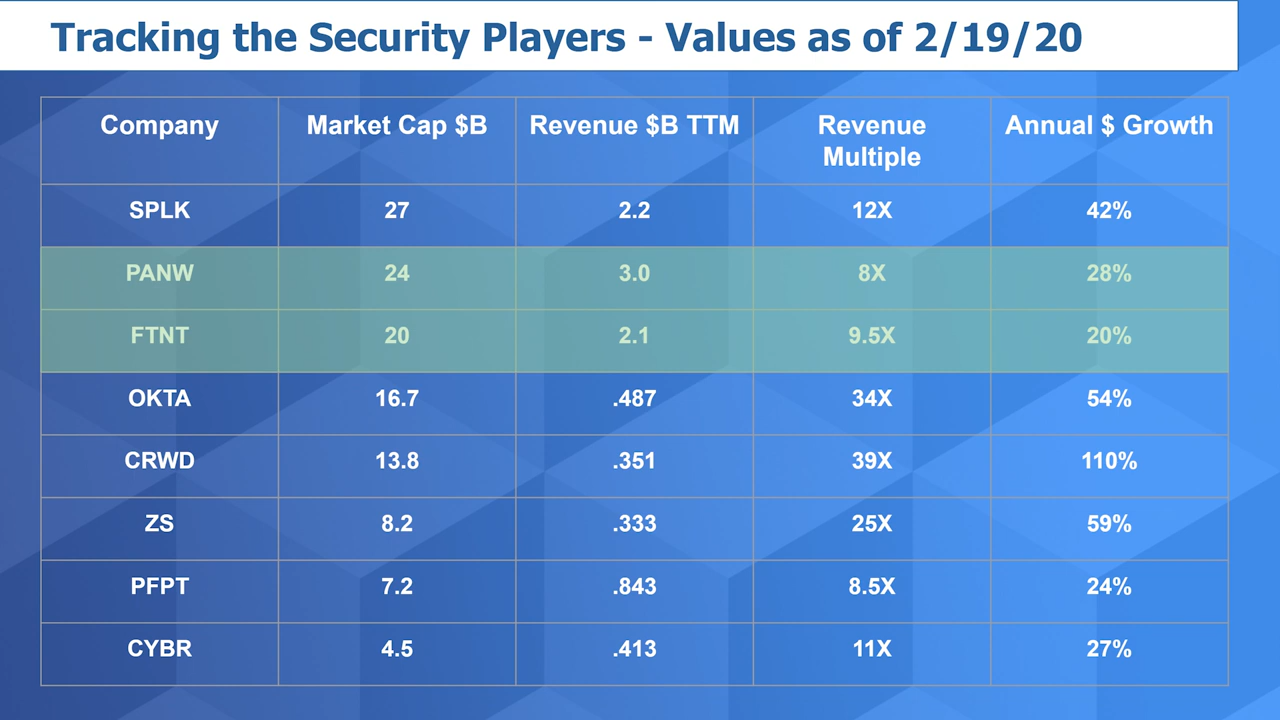 Tracking the Security Players - Values as of 2/19/20
Company Market Cap $B Revenue $B TTM Revenue Multiple Annual $ Growth
SPLK 27 2.2 12X 42%
PANW 24 3.0 8X 28%
FTNT 20 2.1 9.5X 20%
OKTA 16.7 .487 34X 54%
CRWD 13.8 .351 39X 110%
ZS 8.2 .333 25X 59%
PFPT 7.2 .843 8.5X 24%
CYBR 4.5 .413 11X 27%